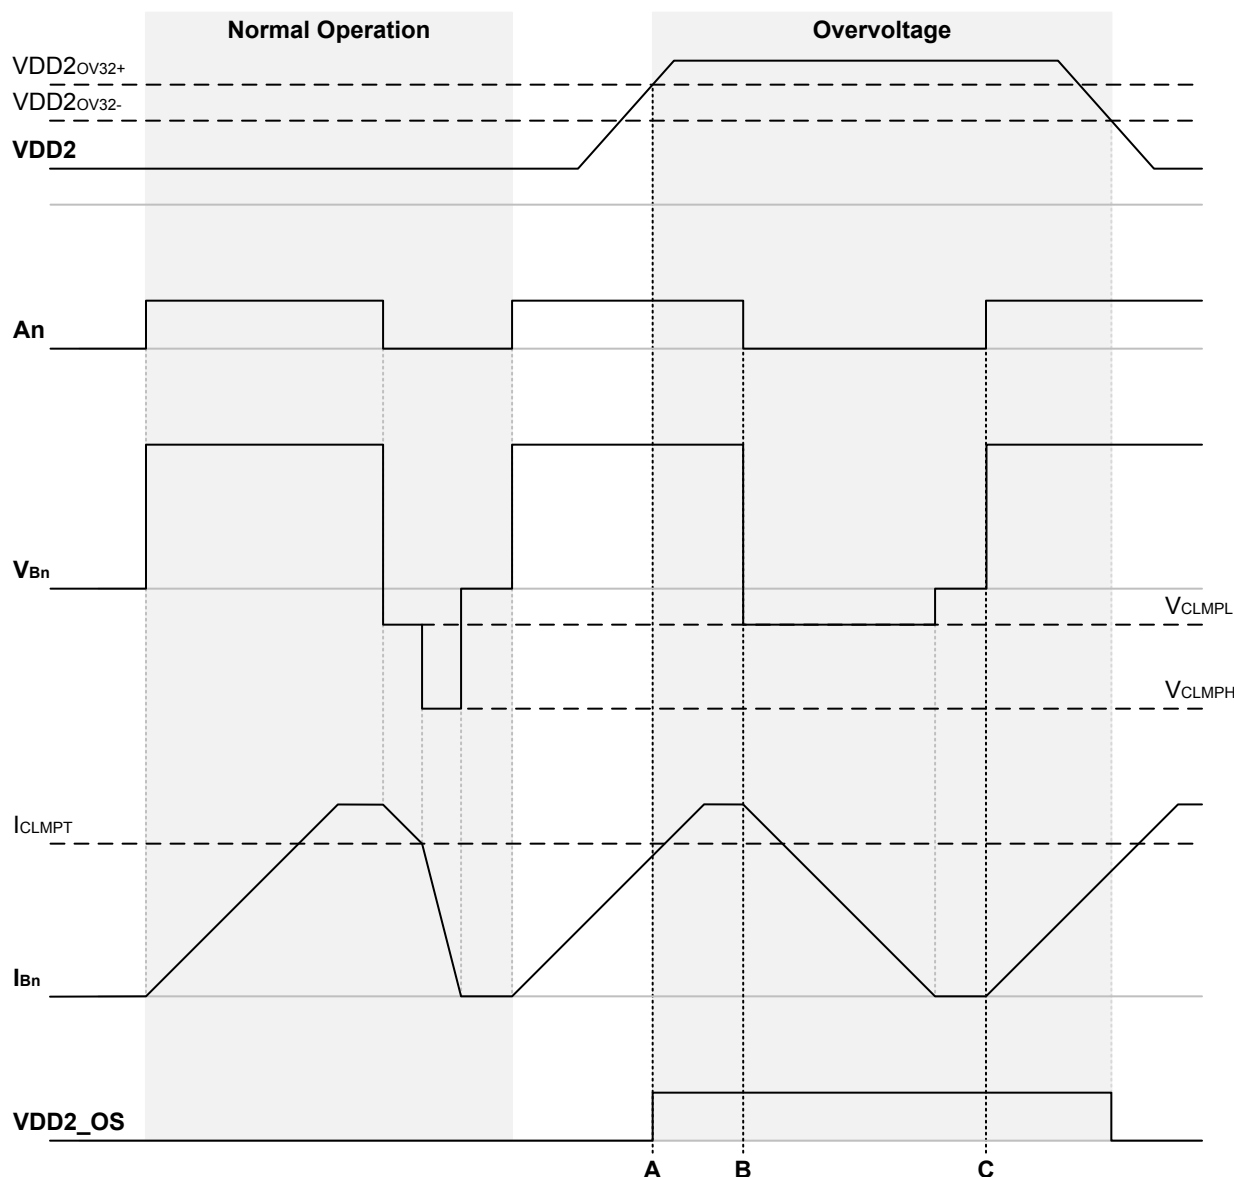 Normal Operation
Overvoltage
VDD2OV32+
VDD2OV32-
VDD2
An
VBn
VCLMPL
VCLMPH
ICLMPT
IBn
VDD2_OS
A
B
C